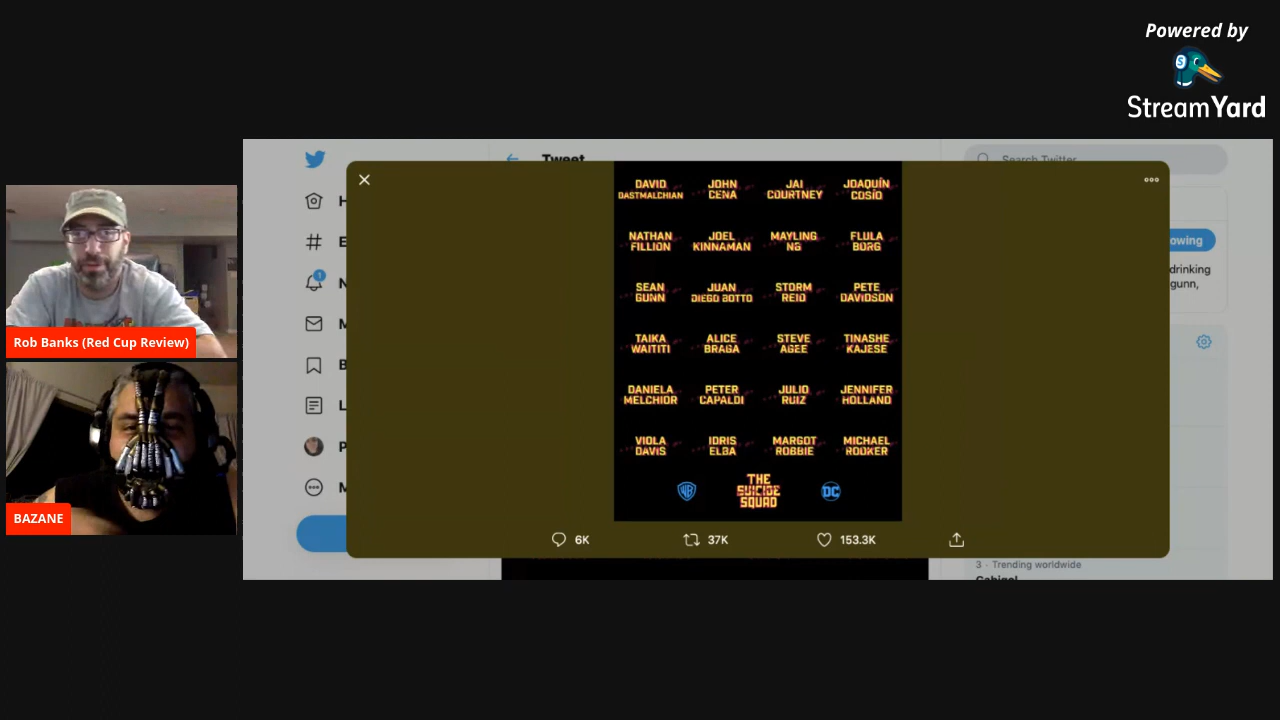 Powered by
StreamYard
Tweet
Search Twitter
DAVID DASTMALCHIAN
JOHN CENA
JAI COURTNEY
JOAQUÍN COSÍO
NATHAN FILLION
JOEL KINNAMAN
MAYLING NG
FLULA BORG
SEAN GUNN
JUAN DIEGO BOTTO
STORM REID
PETE DAVIDSON
TAIKA WAITITI
ALICE BRAGA
STEVE AGEE
TINASHE KAJESE
DANIELA MELCHIOR
PETER CAPALDI
JULIO RUIZ
JENNIFER HOLLAND
VIOLA DAVIS
IDRIS ELBA
MARGOT ROBBIE
MICHAEL ROOKER
WB
THE
SUICIDE
SQUAD
DC
6K
37K
153.3K
H
E
1
N
M
B
L
P
M
owing
drinking
gunn,
3 · Trending worldwide
Rob Banks (Red Cup Review)
BAZANE